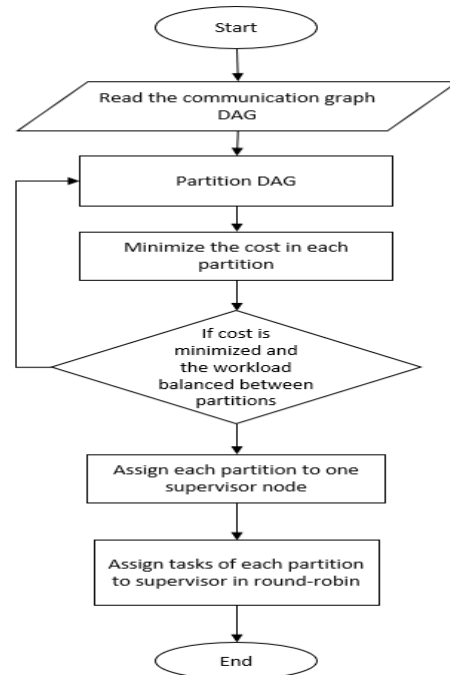 Start
Read the communication graph
DAG
Partition DAG
Minimize the cost in each
partition
If cost is
minimized and
the workload
balanced between
partitions
Assign each partition to one
supervisor node
Assign tasks of each partition
to supervisor in round-robin
End